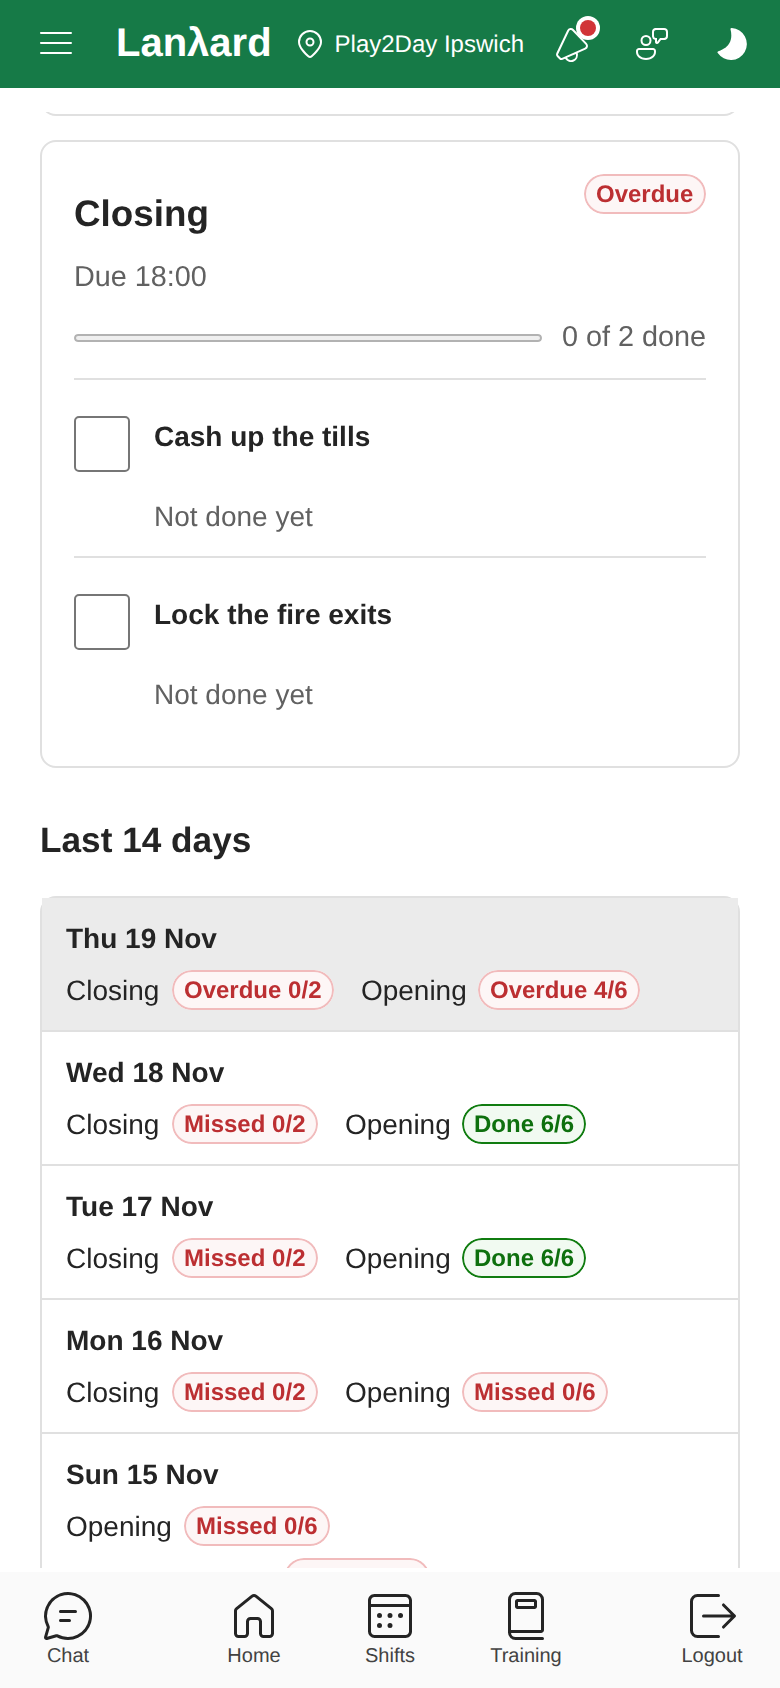 Lanλard Play2Day Ipswich
Closing
Overdue
Due 18:00
0 of 2 done
Cash up the tills
Not done yet
Lock the fire exits
Not done yet
Last 14 days
Thu 19 Nov
Closing Overdue 0/2 Opening Overdue 4/6
Wed 18 Nov
Closing Missed 0/2 Opening Done 6/6
Tue 17 Nov
Closing Missed 0/2 Opening Done 6/6
Mon 16 Nov
Closing Missed 0/2 Opening Missed 0/6
Sun 15 Nov
Opening Missed 0/6
Chat Home Shifts Training Logout